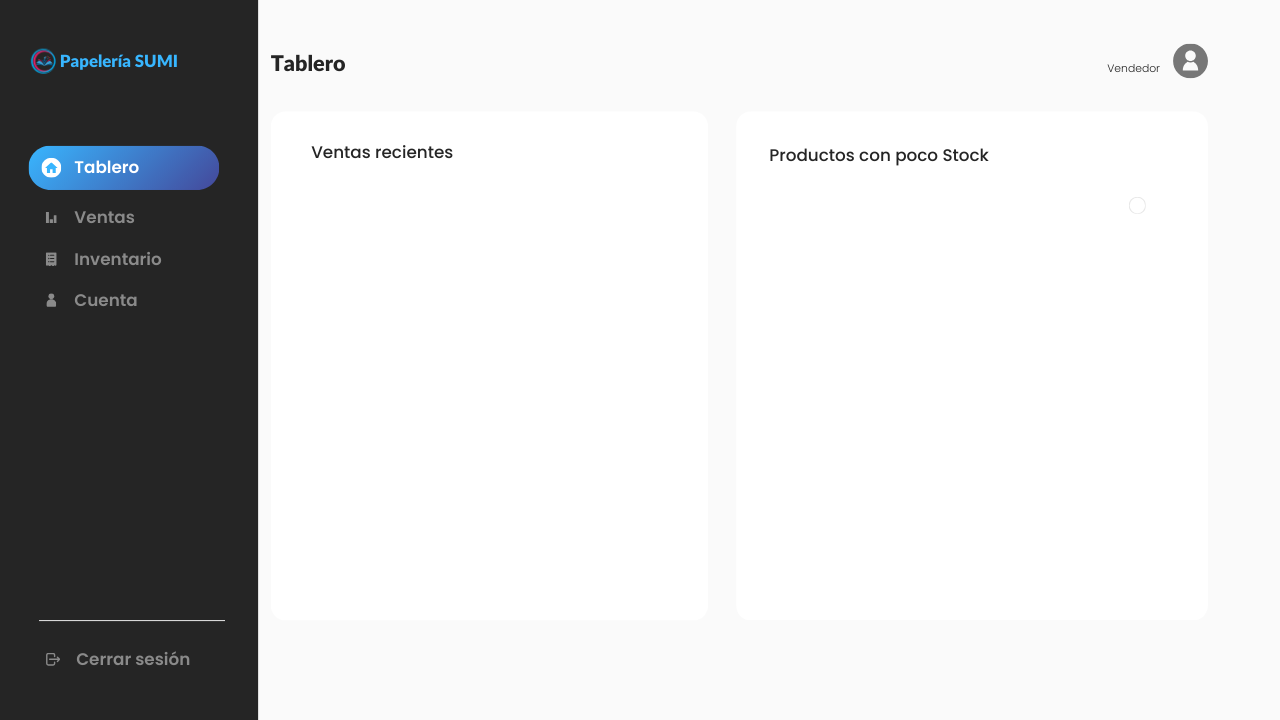 Papelería SUMI
Tablero
Ventas
Inventario
Cuenta
Cerrar sesión
Tablero
Vendedor
Ventas recientes
Productos con poco Stock